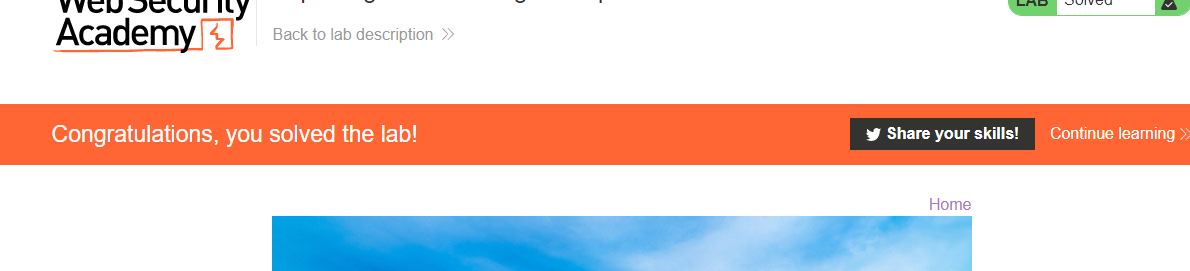 Web Security
Academy
Back to lab description
LAB Solved
Congratulations, you solved the lab!
Share your skills!
Continue learning
Home